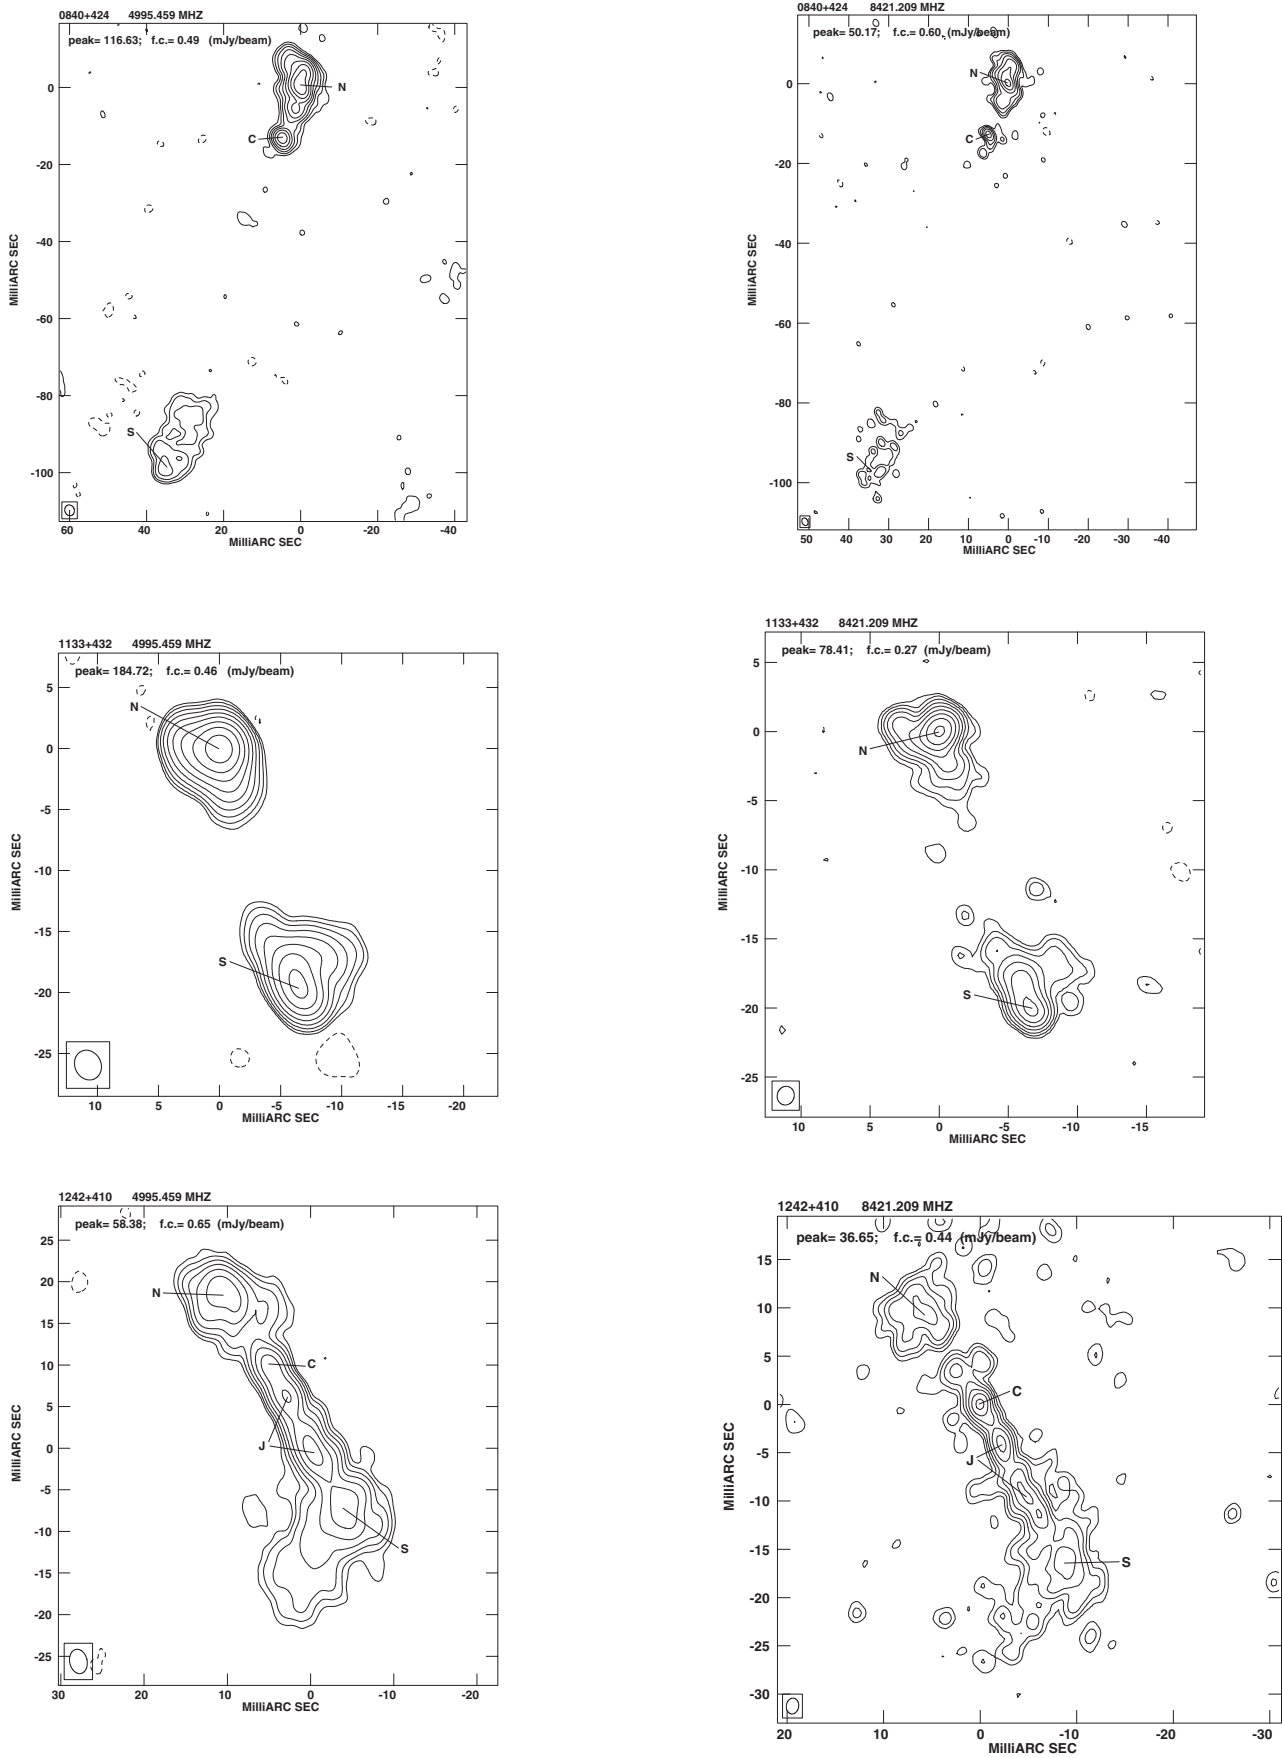 0840+424 4995.459 MHZ
peak= 116.63; f.c.= 0.49 (mJy/beam)
N
C
S
0
-20
-40
-60
-80
-100
MilliARC SEC
60 40 20 0 -20 -40
MilliARC SEC
0840+424 8421.209 MHZ
peak= 50.17; f.c.= 0.60 (mJy/beam)
N
C
S
0
-20
-40
-60
-80
-100
MilliARC SEC
50 40 30 20 10 0 -10 -20 -30 -40
MilliARC SEC
1133+432 4995.459 MHZ
peak= 184.72; f.c.= 0.46 (mJy/beam)
N
S
5
0
-5
-10
-15
-20
-25
MilliARC SEC
10 5 0 -5 -10 -15 -20
MilliARC SEC
1133+432 8421.209 MHZ
peak= 78.41; f.c.= 0.27 (mJy/beam)
N
S
5
0
-5
-10
-15
-20
-25
MilliARC SEC
10 5 0 -5 -10 -15
MilliARC SEC
1242+410 4995.459 MHZ
peak= 58.38; f.c.= 0.65 (mJy/beam)
N
C
J
S
25
20
15
10
5
0
-5
-10
-15
-20
-25
MilliARC SEC
30 20 10 0 -10 -20
MilliARC SEC
1242+410 8421.209 MHZ
peak= 36.65; f.c.= 0.44 (mJy/beam)
N
C
J
S
15
10
5
0
-5
-10
-15
-20
-25
-30
MilliARC SEC
20 10 0 -10 -20 -30
MilliARC SEC